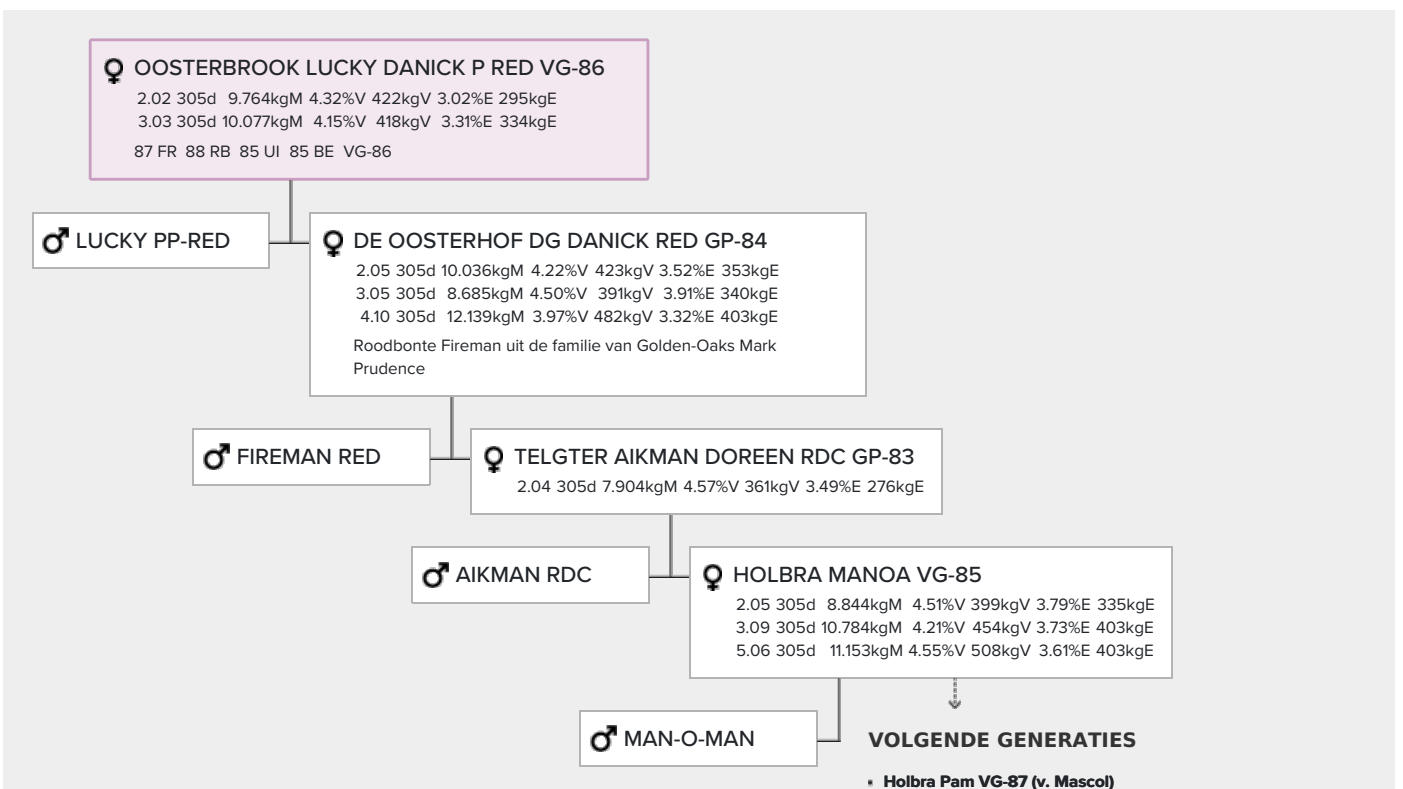 OOSTERBROOK LUCKY DANICK P RED VG-86
2.02 305d 9.764kgM 4.32%V 422kgV 3.02%E 295kgE
3.03 305d 10.077kgM 4.15%V 418kgV 3.31%E 334kgE
87 FR 88 RB 85 UI 85 BE VG-86
LUCKY PP-RED
DE OOSTERHOF DG DANICK RED GP-84
2.05 305d 10.036kgM 4.22%V 423kgV 3.52%E 353kgE
3.05 305d 8.685kgM 4.50%V 391kgV 3.91%E 340kgE
4.10 305d 12.139kgM 3.97%V 482kgV 3.32%E 403kgE
Roodbonte Fireman uit de familie van Golden-Oaks Mark
Prudence
FIREMAN RED
TELGTER AIKMAN DOREEN RDC GP-83
2.04 305d 7.904kgM 4.57%V 361kgV 3.49%E 276kgE
AIKMAN RDC
HOLBRA MANOA VG-85
2.05 305d 8.844kgM 4.51%V 399kgV 3.79%E 335kgE
3.09 305d 10.784kgM 4.21%V 454kgV 3.73%E 403kgE
5.06 305d 11.153kgM 4.55%V 508kgV 3.61%E 403kgE
MAN-O-MAN
VOLGENDE GENERATIES
▪ Holbra Pam VG-87 (v. Mascol)